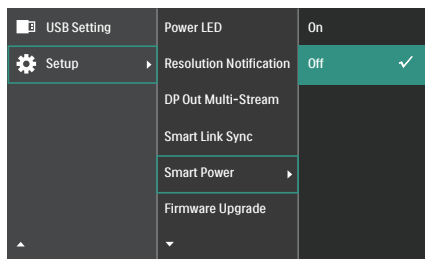 USB Setting
Setup
Power LED
Resolution Notification
DP Out Multi-Stream
Smart Link Sync
Smart Power
Firmware Upgrade
On
Off